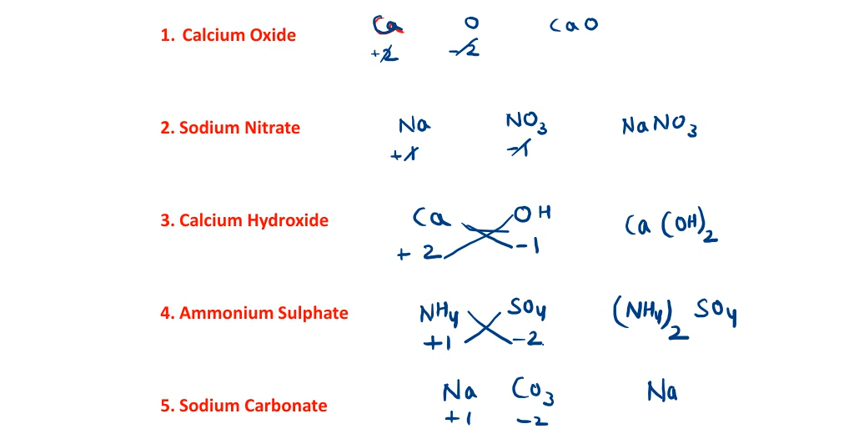 1. Calcium Oxide Ca O CaO
+2 -2
2. Sodium Nitrate Na NO3 NaNO3
+1 -1
3. Calcium Hydroxide Ca OH Ca(OH)2
+2 -1
4. Ammonium Sulphate NH4 SO4 (NH4)2 SO4
+1 -2
5. Sodium Carbonate Na CO3 Na
+1 -2